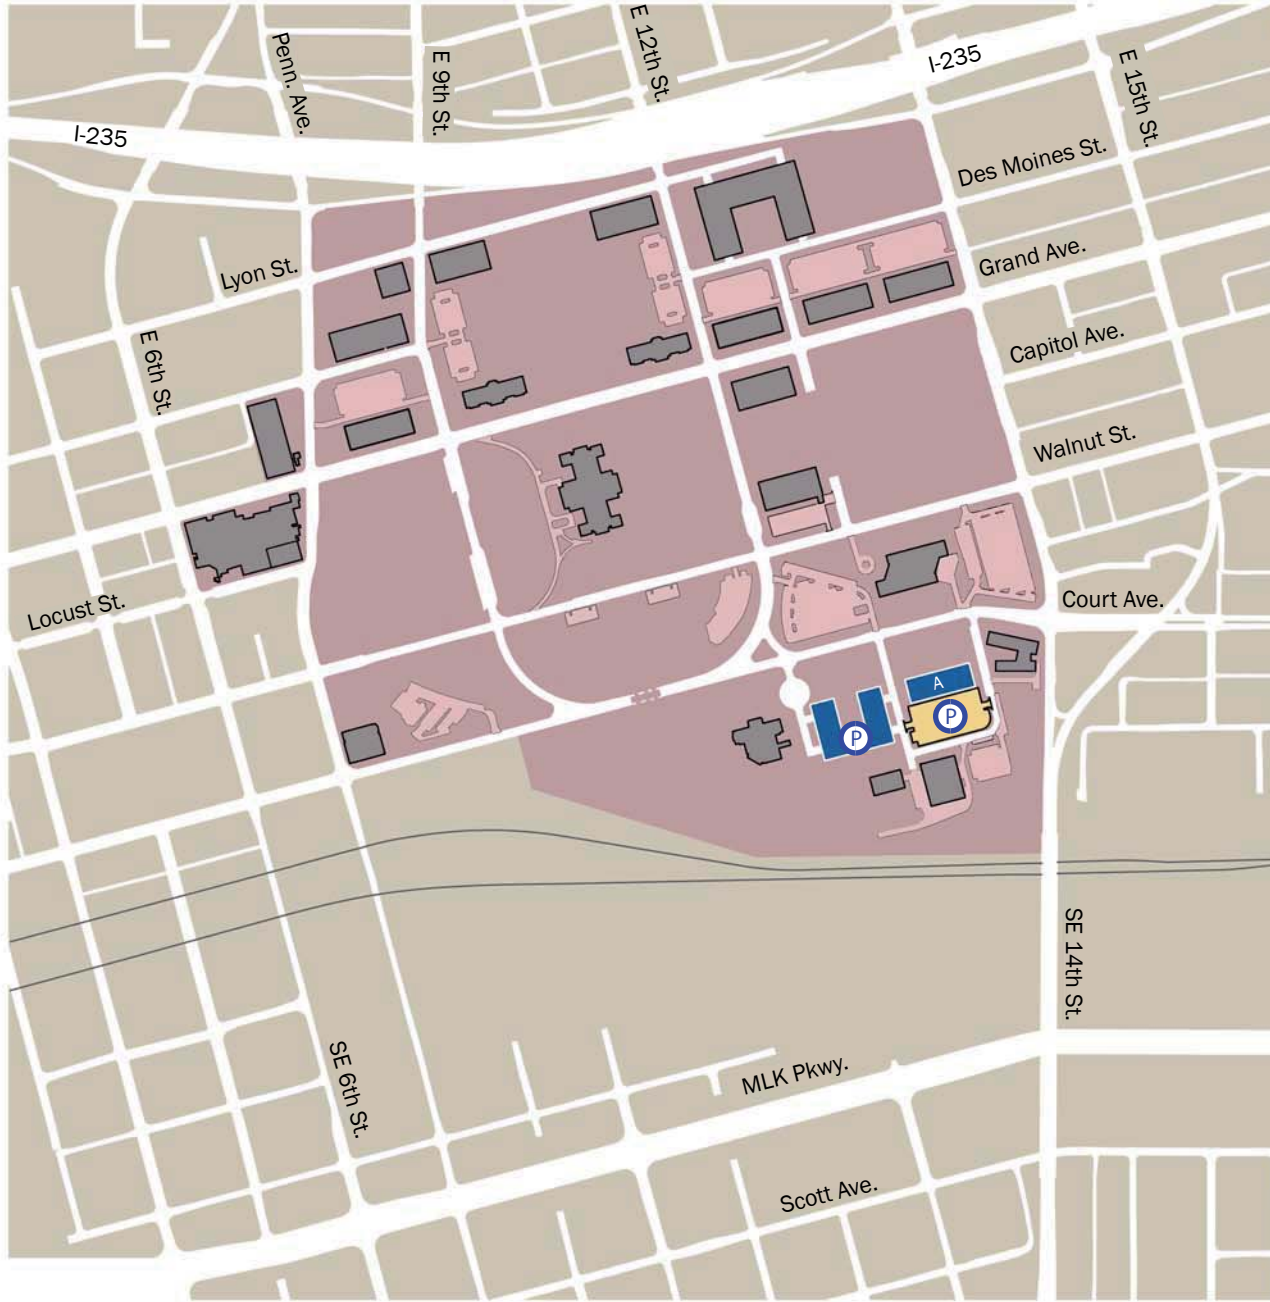 E 12th St.
Penn. Ave.
E 9th St.
I-235
E 15th St.
I-235
Des Moines St.
Grand Ave.
Lyon St.
Capitol Ave.
E 6th St.
Walnut St.
Court Ave.
Locust St.
A
P
P
SE 14th St.
SE 6th St.
MLK Pkwy.
Scott Ave.